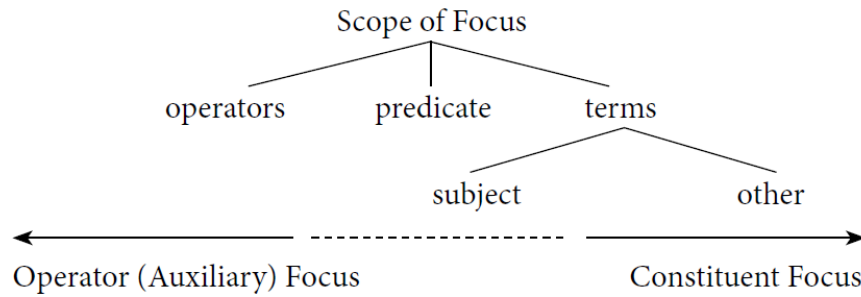 Scope of Focus
operators predicate terms
subject other
Operator (Auxiliary) Focus Constituent Focus